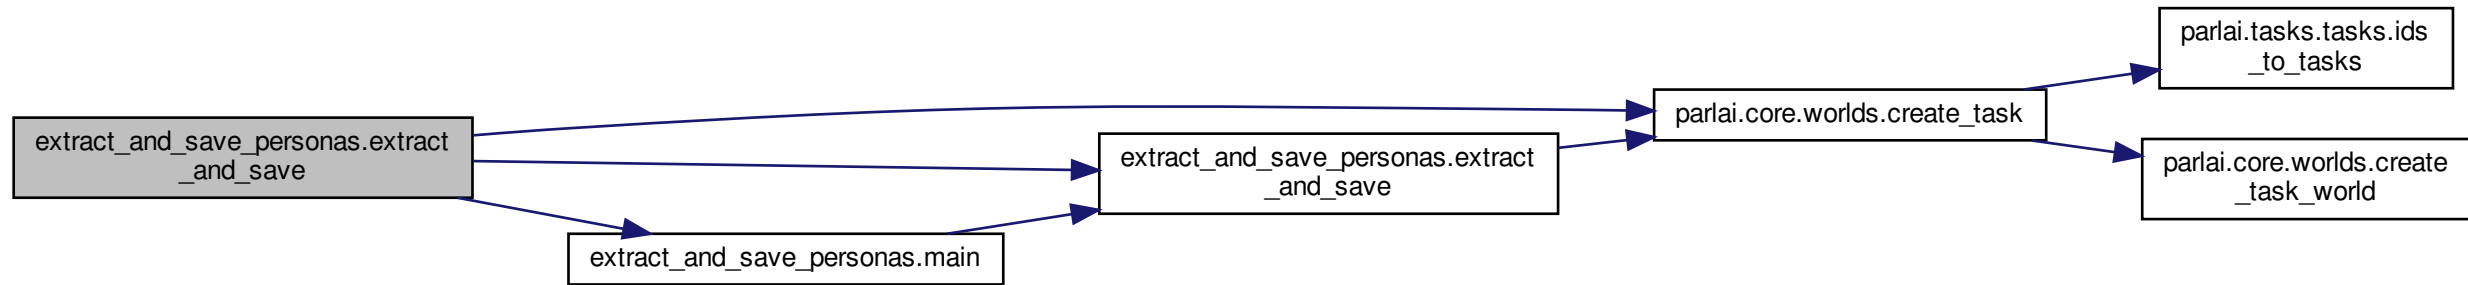 extract_and_save_personas.extract
_and_save
extract_and_save_personas.main
extract_and_save_personas.extract
_and_save
parlai.core.worlds.create_task
parlai.tasks.tasks.ids
_to_tasks
parlai.core.worlds.create
_task_world